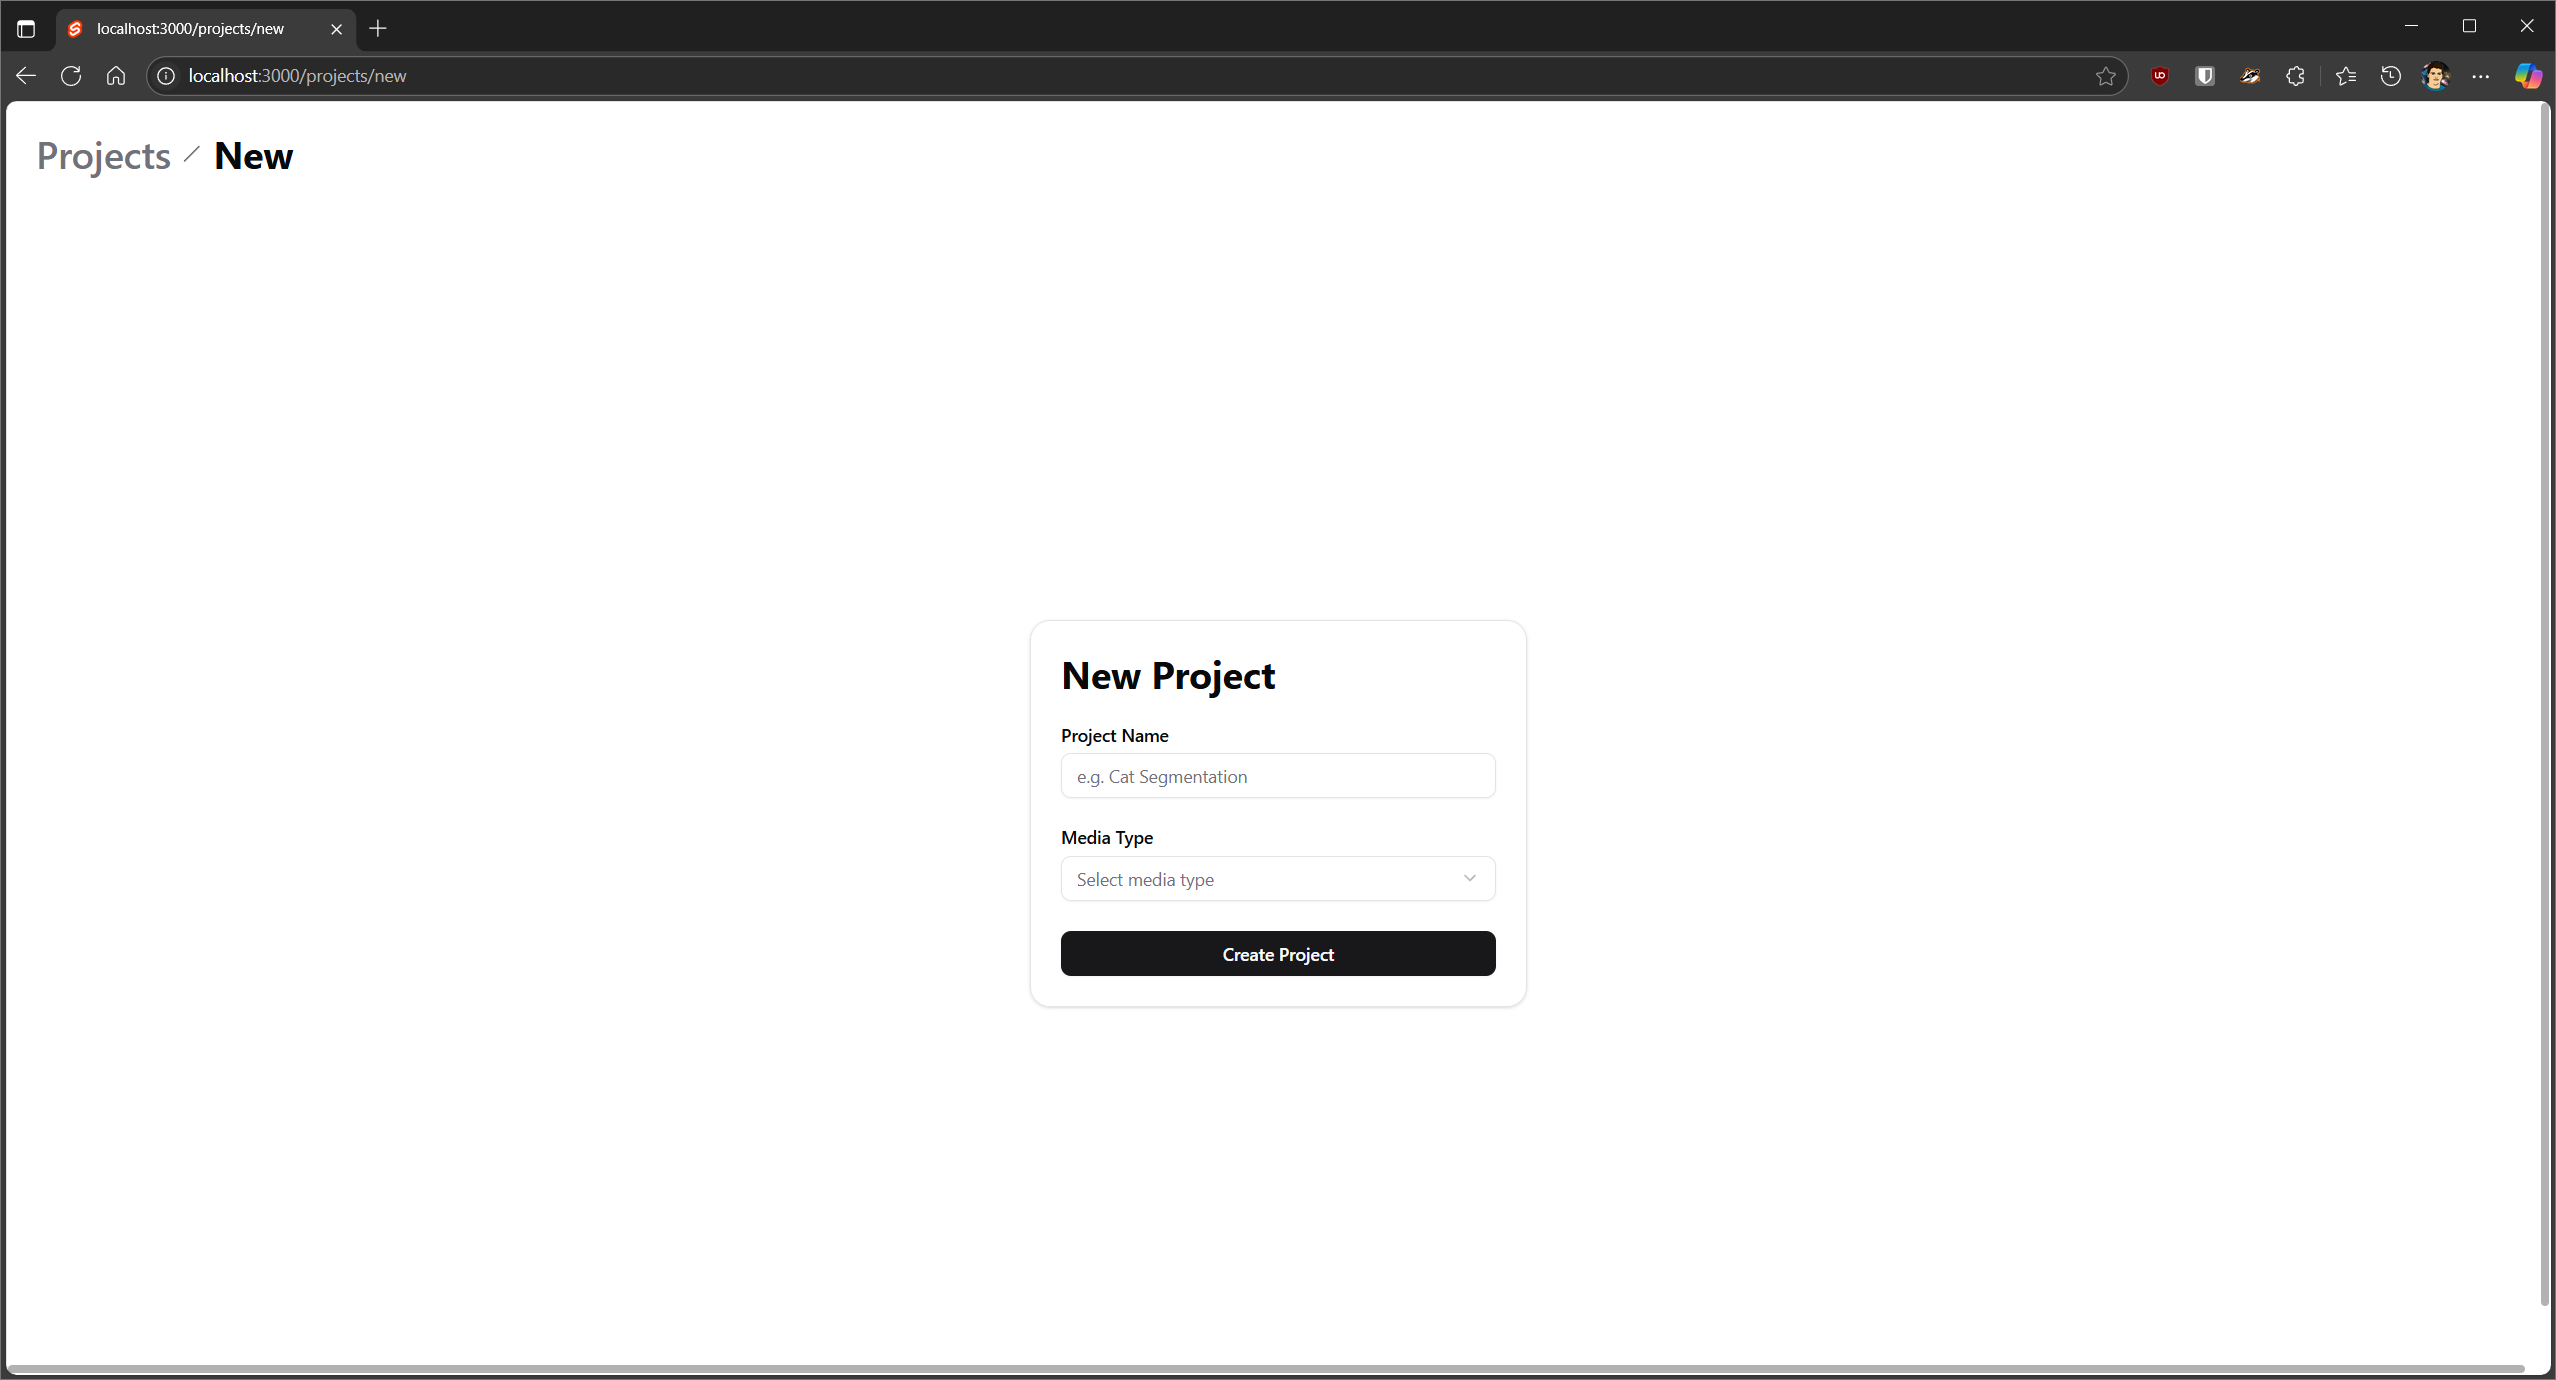 localhost:3000/projects/new
localhost:3000/projects/new
Projects / New
New Project
Project Name
e.g. Cat Segmentation
Media Type
Select media type
Create Project